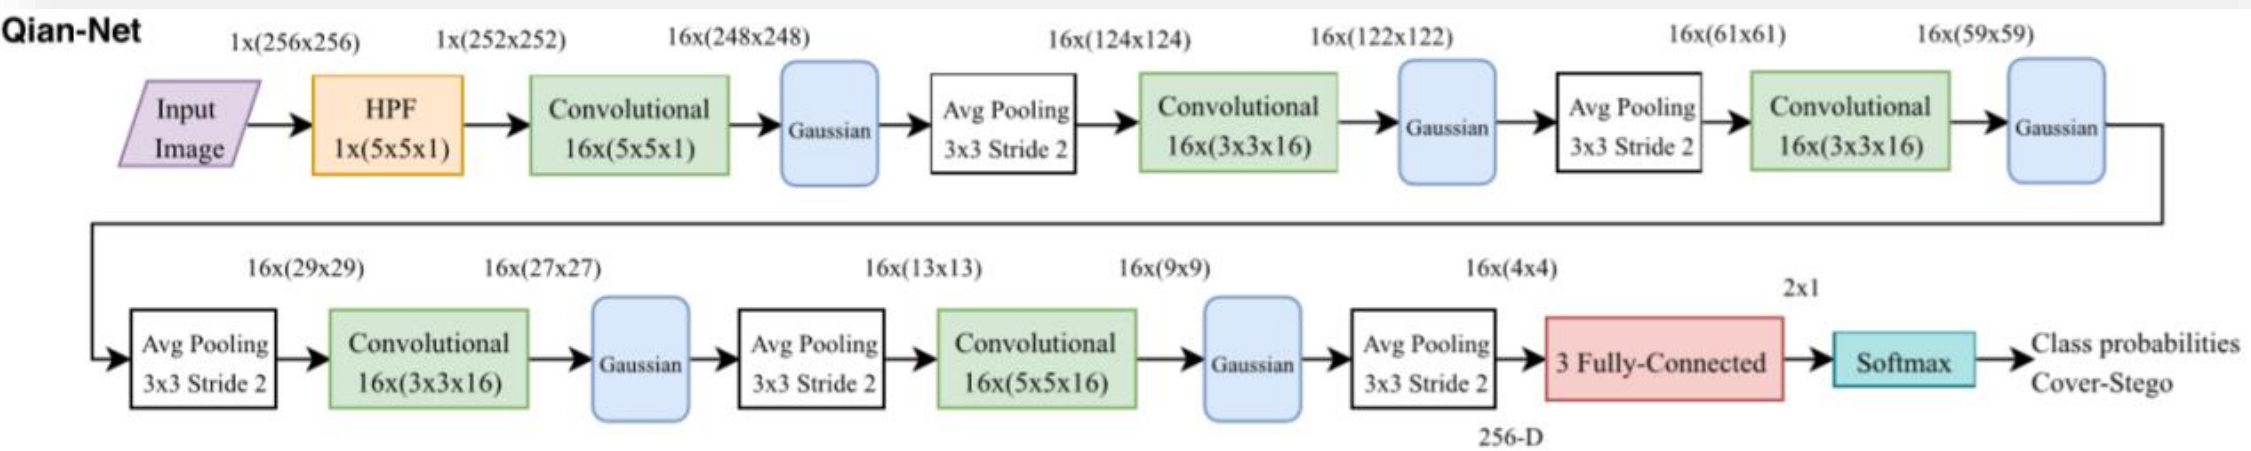 Qian-Net
1x(256x256)
1x(252x252)
16x(248x248)
16x(124x124)
16x(122x122)
16x(61x61)
16x(59x59)
Input
Image
HPF
1x(5x5x1)
Convolutional
16x(5x5x1)
Gaussian
Avg Pooling
3x3 Stride 2
Convolutional
16x(3x3x16)
Gaussian
Avg Pooling
3x3 Stride 2
Convolutional
16x(3x3x16)
Gaussian
16x(29x29)
16x(27x27)
16x(13x13)
16x(9x9)
16x(4x4)
2x1
Avg Pooling
3x3 Stride 2
Convolutional
16x(3x3x16)
Gaussian
Avg Pooling
3x3 Stride 2
Convolutional
16x(5x5x16)
Gaussian
Avg Pooling
3x3 Stride 2
256-D
3 Fully-Connected
Softmax
Class probabilities
Cover-Stego